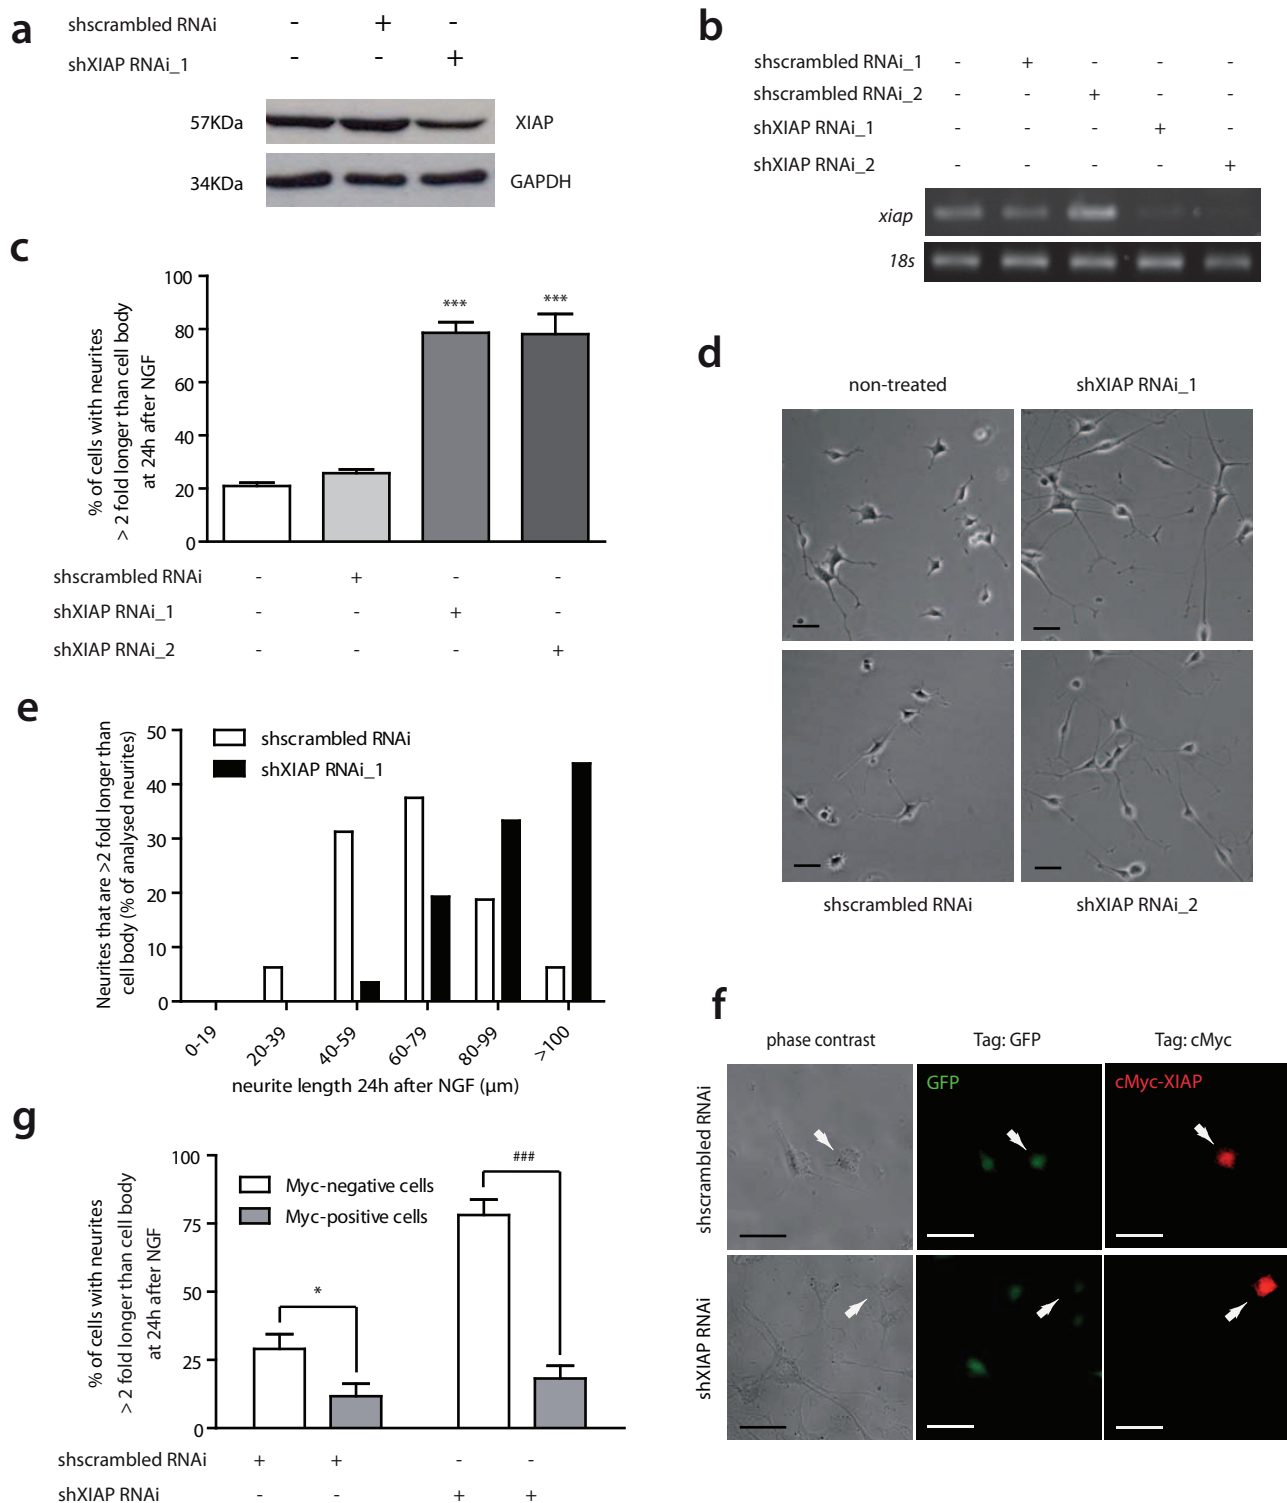 a
shscrambled RNAi - + -
shXIAP RNAi_1 - - +
57KDa XIAP
34KDa GAPDH
b
shscrambled RNAi_1 - + - - -
shscrambled RNAi_2 - - + - -
shXIAP RNAi_1 - - - + -
shXIAP RNAi_2 - - - - +
xiap
18s
c
% of cells with neurites
> 2 fold longer than cell body
at 24h after NGF
100
80
60
40
20
0
*** ***
shscrambled RNAi - + - -
shXIAP RNAi_1 - - + -
shXIAP RNAi_2 - - - +
d
non-treated shXIAP RNAi_1
shscrambled RNAi shXIAP RNAi_2
e
Neurites that are >2 fold longer than
cell body (% of analysed neurites)
50
40
30
20
10
0
shscrambled RNAi
shXIAP RNAi_1
0-19 20-39 40-59 60-79 80-99 >100
neurite length 24h after NGF (µm)
f
phase contrast Tag: GFP Tag: cMyc
shscrambled RNAi
GFP cMyc-XIAP
shXIAP RNAi
g
% of cells with neurites
> 2 fold longer than cell body
at 24h after NGF
100
75
50
25
0
Myc-negative cells
Myc-positive cells
* ###
shscrambled RNAi + + - -
shXIAP RNAi - - + +